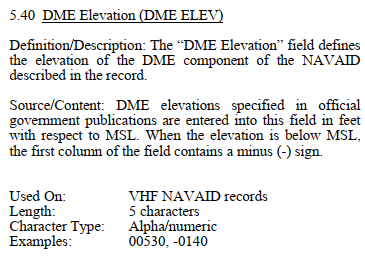 5.40 DME Elevation (DME ELEV)
Definition/Description: The “DME Elevation” field defines
the elevation of the DME component of the NAVAID
described in the record.
Source/Content: DME elevations specified in official
government publications are entered into this field in feet
with respect to MSL. When the elevation is below MSL,
the first column of the field contains a minus (-) sign.
Used On: VHF NAVAID records
Length: 5 characters
Character Type: Alpha/numeric
Examples: 00530, -0140